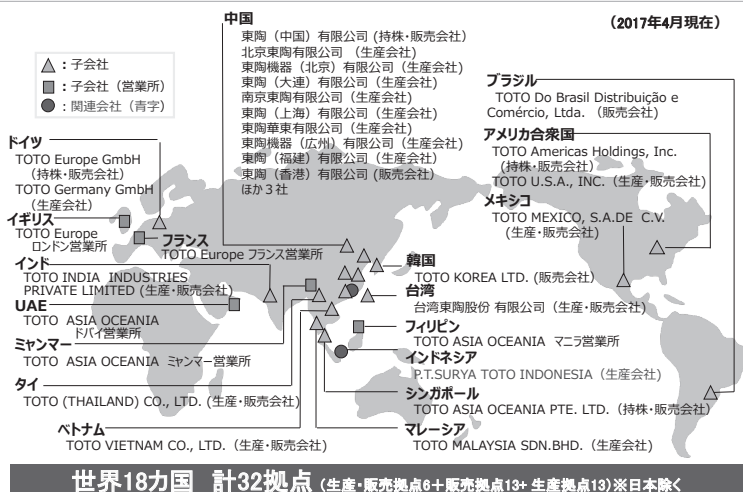 （2017年4月現在）
△：子会社
■：子会社（営業所）
●：関連会社（青字）
中国
東陶（中国）有限公司（持株・販売会社）
北京東陶有限公司（生産会社）
東陶機器（北京）有限公司（生産会社）
東陶（大連）有限公司（生産会社）
南京東陶有限公司（生産会社）
東陶（上海）有限公司（生産会社）
東陶華東有限公司（生産会社）
東陶機器（広州）有限公司（生産会社）
東陶（福建）有限公司（生産会社）
東陶（香港）有限公司（販売会社）
ほか３社
ドイツ
TOTO Europe GmbH
（持株・販売会社）
TOTO Germany GmbH
（生産会社）
イギリス
TOTO Europe
ロンドン営業所
フランス
TOTO Europe フランス営業所
インド
TOTO INDIA INDUSTRIES
PRIVATE LIMITED（生産・販売会社）
UAE
TOTO ASIA OCEANIA
ドバイ営業所
ミャンマー
TOTO ASIA OCEANIA ミャンマー営業所
タイ
TOTO (THAILAND) CO., LTD.（生産・販売会社）
ベトナム
TOTO VIETNAM CO., LTD.（生産・販売会社）
ブラジル
TOTO Do Brasil Distribuição e
Comércio, Ltda.（販売会社）
アメリカ合衆国
TOTO Americas Holdings, Inc.
（持株・販売会社）
TOTO U.S.A., INC.（生産・販売会社）
メキシコ
TOTO MEXICO, S.A.DE C.V.
（生産・販売会社）
韓国
TOTO KOREA LTD.（販売会社）
台湾
台湾東陶股份 有限公司（生産・販売会社）
フィリピン
TOTO ASIA OCEANIA マニラ営業所
インドネシア
P.T.SURYA TOTO INDONESIA（生産会社）
シンガポール
TOTO ASIA OCEANIA PTE. LTD.（持株・販売会社）
マレーシア
TOTO MALAYSIA SDN.BHD.（生産会社）
世界18カ国 計32拠点（生産・販売拠点6＋販売拠点13＋生産拠点13）※日本除く